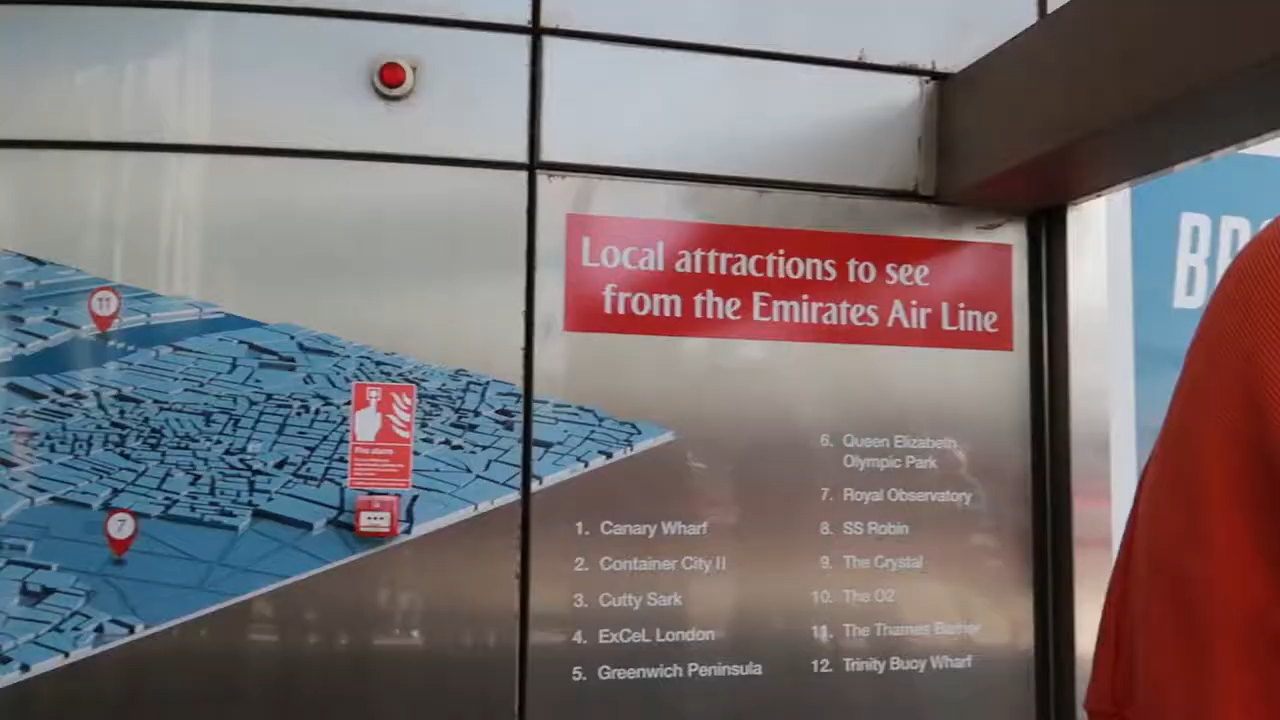 Local attractions to see
from the Emirates Air Line
11
7
Fire alarm
1. Canary Wharf
2. Container City II
3. Cutty Sark
4. ExCeL London
5. Greenwich Peninsula
6. Queen Elizabeth
Olympic Park
7. Royal Observatory
8. SS Robin
9. The Crystal
10. The O2
11. The Thames Barrier
12. Trinity Buoy Wharf